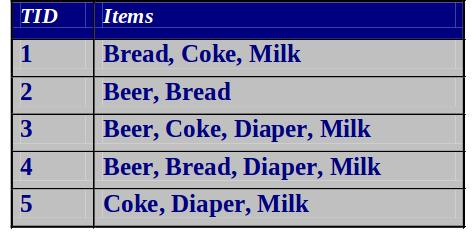 TID Items
1 Bread, Coke, Milk
2 Beer, Bread
3 Beer, Coke, Diaper, Milk
4 Beer, Bread, Diaper, Milk
5 Coke, Diaper, Milk